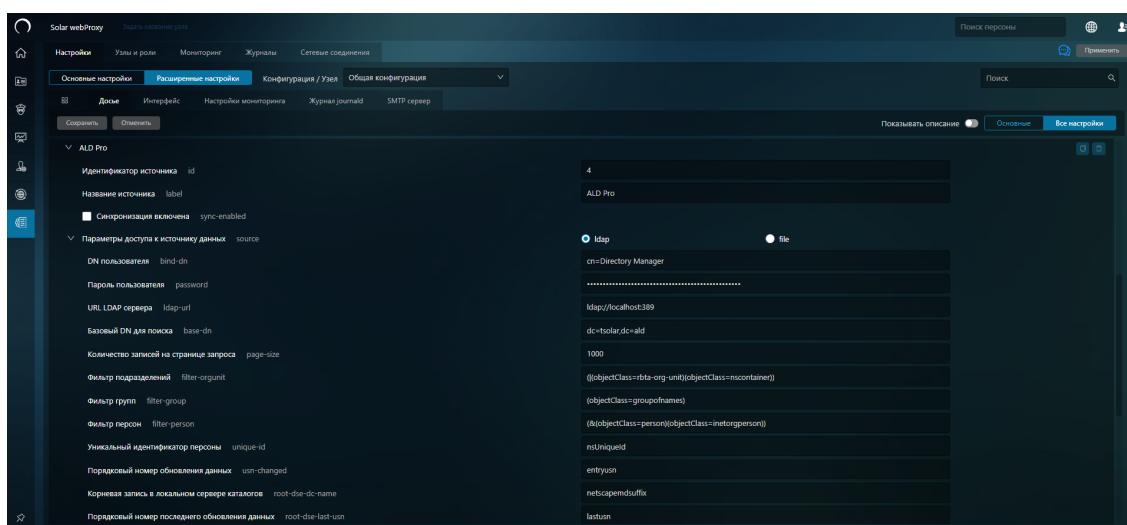 Solar webProxy Задать название узла Поиск персоны
Настройки Узлы и роли Мониторинг Журналы Сетевые соединения Применить
Основные настройки Расширенные настройки Конфигурация / Узел Общая конфигурация Поиск
Досье Интерфейс Настройки мониторинга Журнал journald SMTP сервер
Сохранить Отменить Показывать описание Основные Все настройки
ALD Pro
Идентификатор источника id 4
Название источника label ALD Pro
Синхронизация включена sync-enabled
Параметры доступа к источнику данных source ldap file
DN пользователя bind-dn cn=Directory Manager
Пароль пользователя password ••••••••••••••••••••••••••••••••••••••••••••••••
URL LDAP сервера ldap-url ldap://localhost:389
Базовый DN для поиска base-dn dc=tsolar,dc=ald
Количество записей на странице запроса page-size 1000
Фильтр подразделений filter-orgunit (|(objectClass=rbta-org-unit)(objectClass=nscontainer))
Фильтр групп filter-group (objectClass=groupofnames)
Фильтр персон filter-person (&(objectClass=person)(objectClass=inetorgperson))
Уникальный идентификатор персоны unique-id nsUniqueId
Порядковый номер обновления данных usn-changed entryusn
Корневая запись в локальном сервере каталогов root-dse-dc-name netscapemdsuffix
Порядковый номер последнего обновления данных root-dse-last-usn lastusn